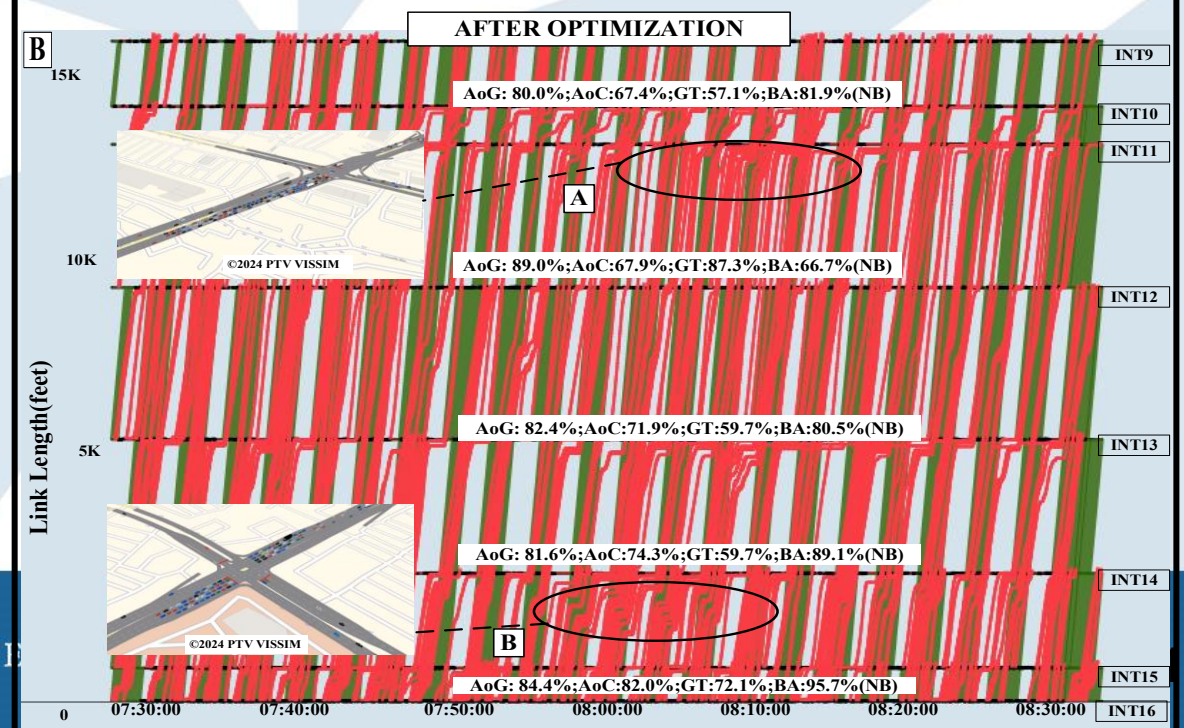 AFTER OPTIMIZATION
B
15K
INT9
AoG: 80.0%;AoC:67.4%;GT:57.1%;BA:81.9%(NB)
INT10
INT11
A
©2024 PTV VISSIM
10K
AoG: 89.0%;AoC:67.9%;GT:87.3%;BA:66.7%(NB)
INT12
Link Length(feet)
AoG: 82.4%;AoC:71.9%;GT:59.7%;BA:80.5%(NB)
INT13
5K
AoG: 81.6%;AoC:74.3%;GT:59.7%;BA:89.1%(NB)
INT14
©2024 PTV VISSIM
B
INT15
AoG: 84.4%;AoC:82.0%;GT:72.1%;BA:95.7%(NB)
0 07:30:00 07:40:00 07:50:00 08:00:00 08:10:00 08:20:00 08:30:00 INT16